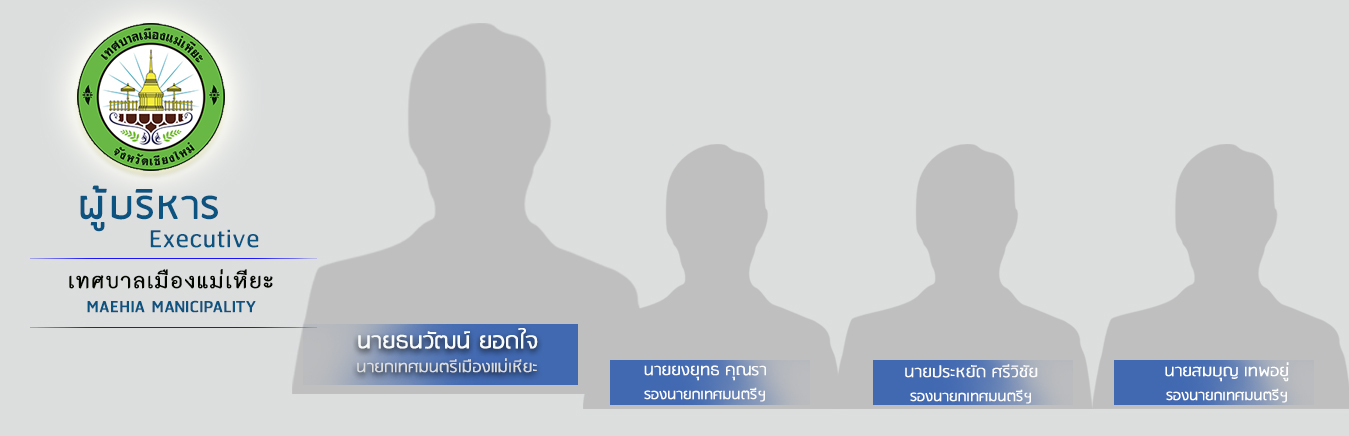 เทศบาลเมืองแม่เหียะ
จังหวัดเชียงใหม่
ผู้บริหาร
Executive
เทศบาลเมืองแม่เหียะ
MAEHIA MANICIPALITY
นายธนวัฒน์ ยอดใจ
นายกเทศมนตรีเมืองแม่เหียะ
นายยงยุทธ คุณรา
รองนายกเทศมนตรีฯ
นายประหยัด ศรีวิชัย
รองนายกเทศมนตรีฯ
นายสมบุญ เทพอยู่
รองนายกเทศมนตรีฯ